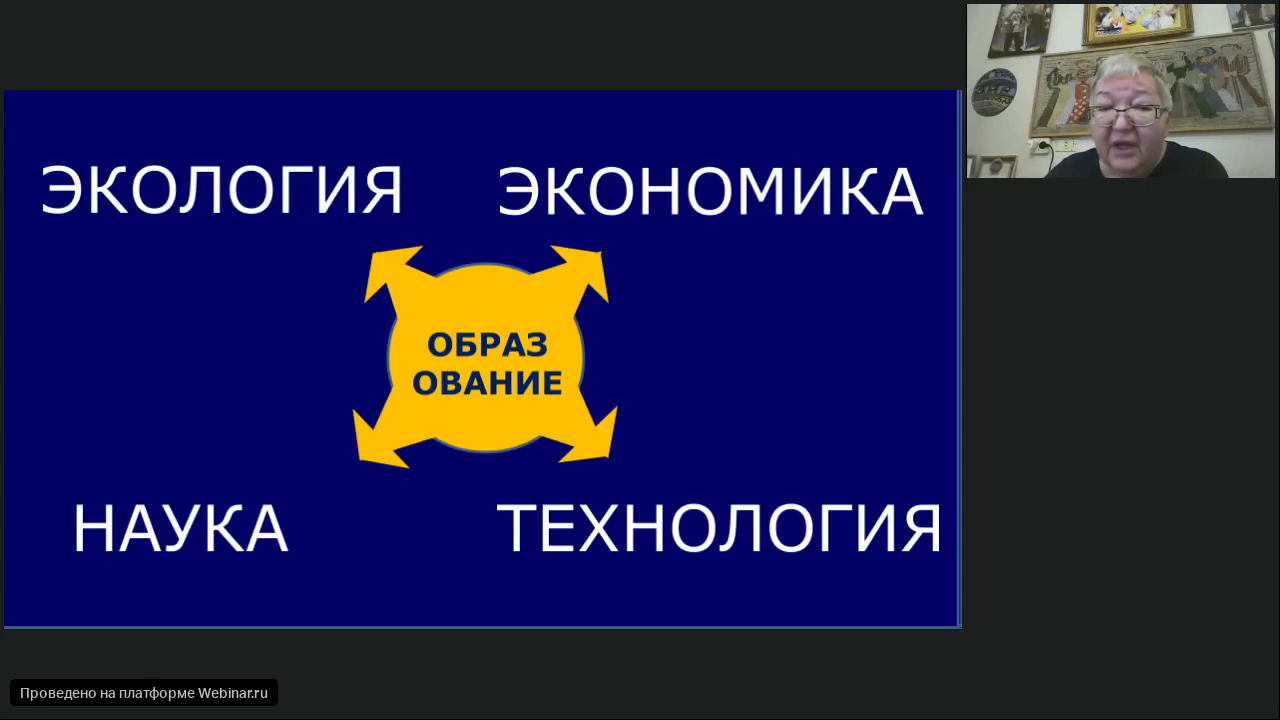 ЭКОЛОГИЯ
ЭКОНОМИКА
ОБРАЗ
ОВАНИЕ
НАУКА
ТЕХНОЛОГИЯ
Проведено на платформе Webinar.ru